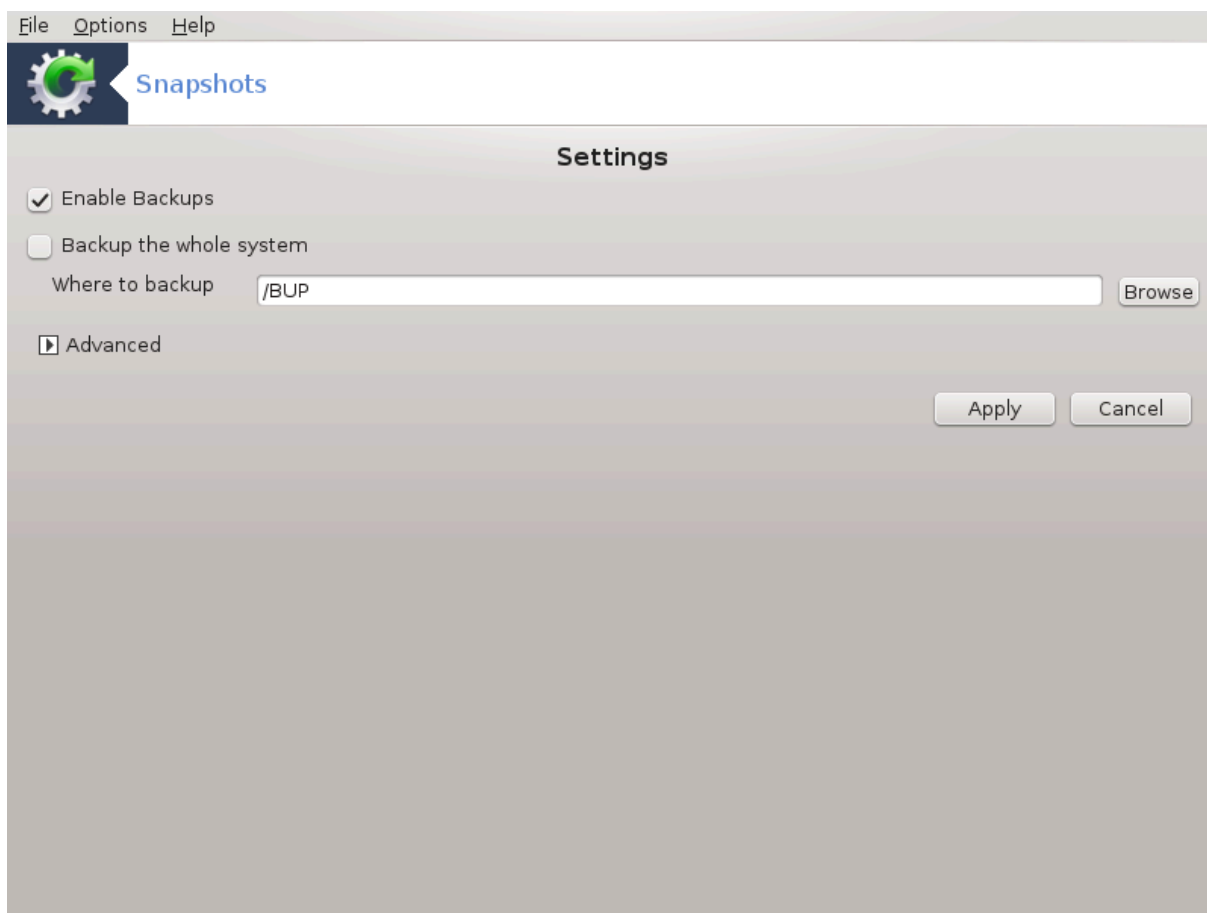 File Options Help
Snapshots
Settings
Enable Backups
Backup the whole system
Where to backup /BUP Browse
Advanced
Apply Cancel